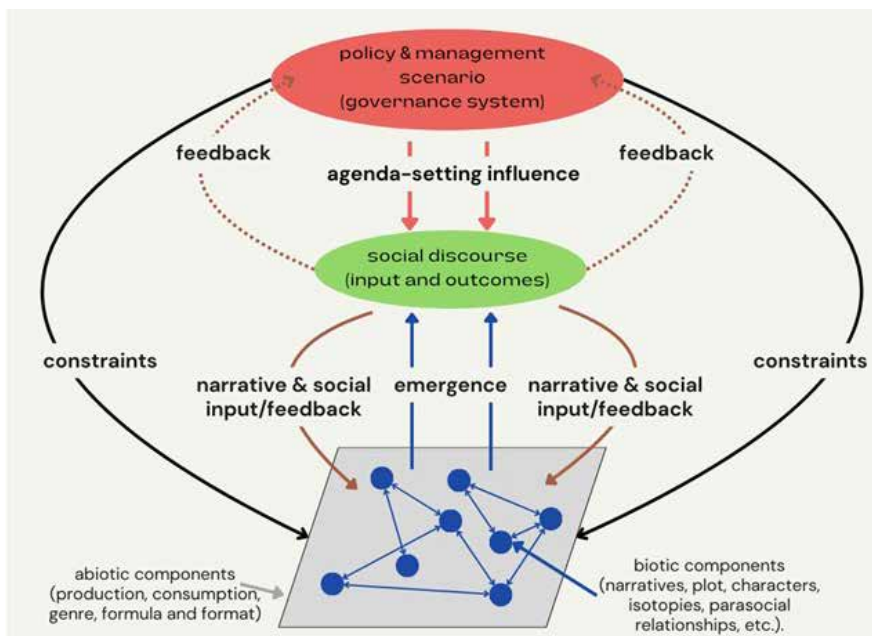 policy & management
scenario
(governance system)
feedback
feedback
agenda-setting influence
social discourse
(input and outcomes)
constraints
constraints
narrative & social
input/feedback
emergence
narrative & social
input/feedback
abiotic components
(production, consumption,
genre, formula and format)
biotic components
(narratives, plot, characters,
isotopies, parasocial
relationships, etc.).